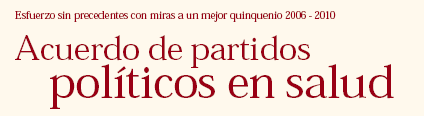 Esfuerzo sin precedentes con miras a un mejor quinquenio 2006 - 2010
Acuerdo de partidos
políticos en salud